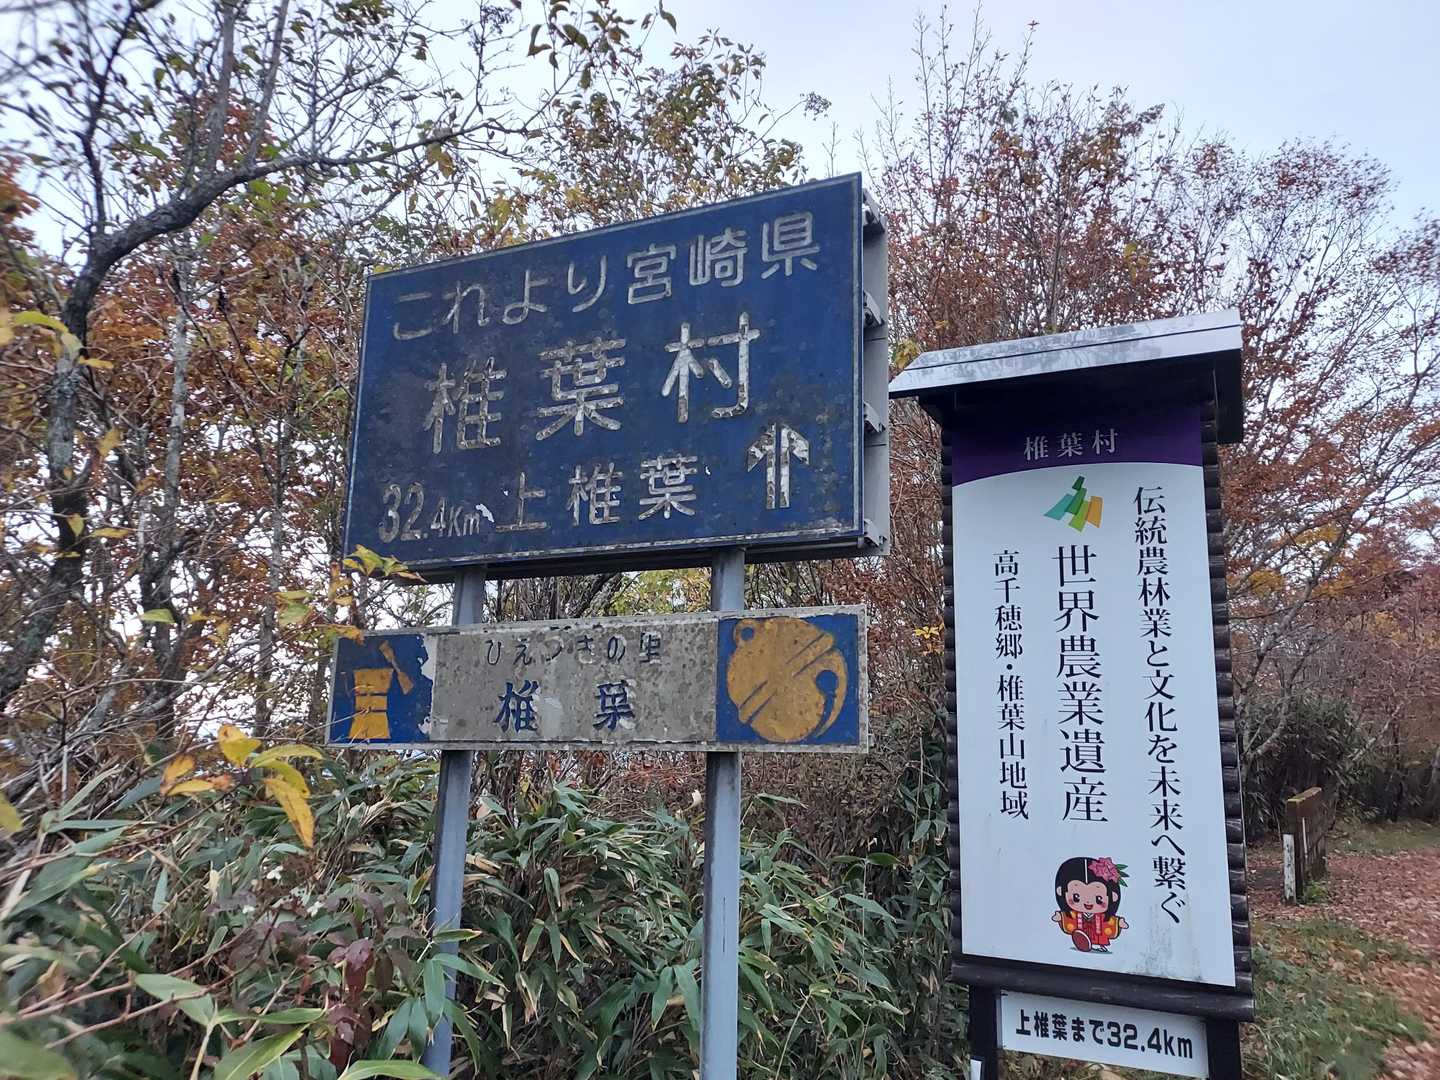 これより宮崎県
椎葉村
32.4Km 上椎葉
ひえつきの里
椎葉
椎葉村
伝統農林業と文化を未来へ繋ぐ
世界農業遺産
高千穂郷・椎葉山地域
上椎葉まで32.4km